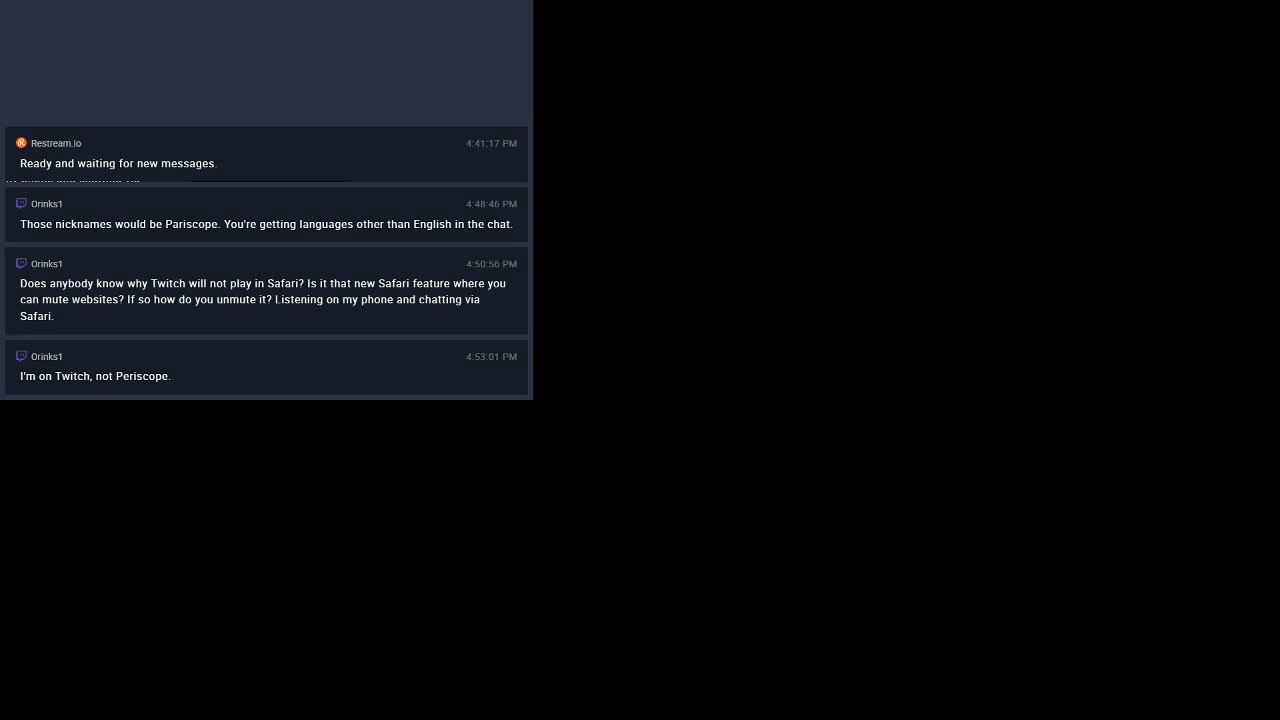 Restream.io 4:41:17 PM
Ready and waiting for new messages.
Orinks1 4:48:46 PM
Those nicknames would be Pariscope. You're getting languages other than English in the chat.
Orinks1 4:50:56 PM
Does anybody know why Twitch will not play in Safari? Is it that new Safari feature where you
can mute websites? If so how do you unmute it? Listening on my phone and chatting via
Safari.
Orinks1 4:53:01 PM
I'm on Twitch, not Periscope.